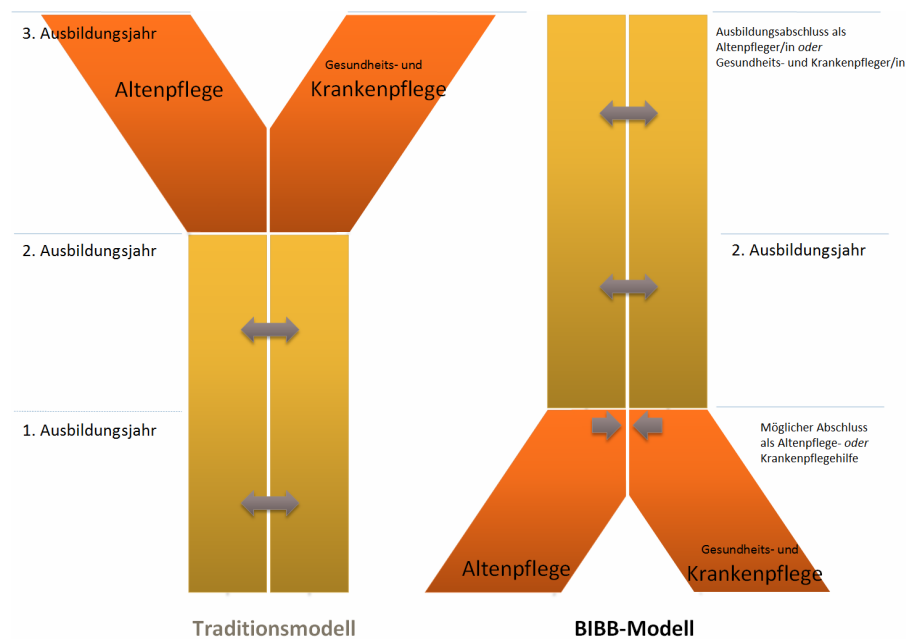 3. Ausbildungsjahr
Altenpflege
Gesundheits- und
Krankenpflege
2. Ausbildungsjahr
1. Ausbildungsjahr
Traditionsmodell
Ausbildungsabschluss als
Altenpfleger/in oder
Gesundheits- und Krankenpfleger/in
2. Ausbildungsjahr
Möglicher Abschluss
als Altenpflege- oder
Krankenpflegehilfe
Altenpflege
Gesundheits- und
Krankenpflege
BIBB-Modell